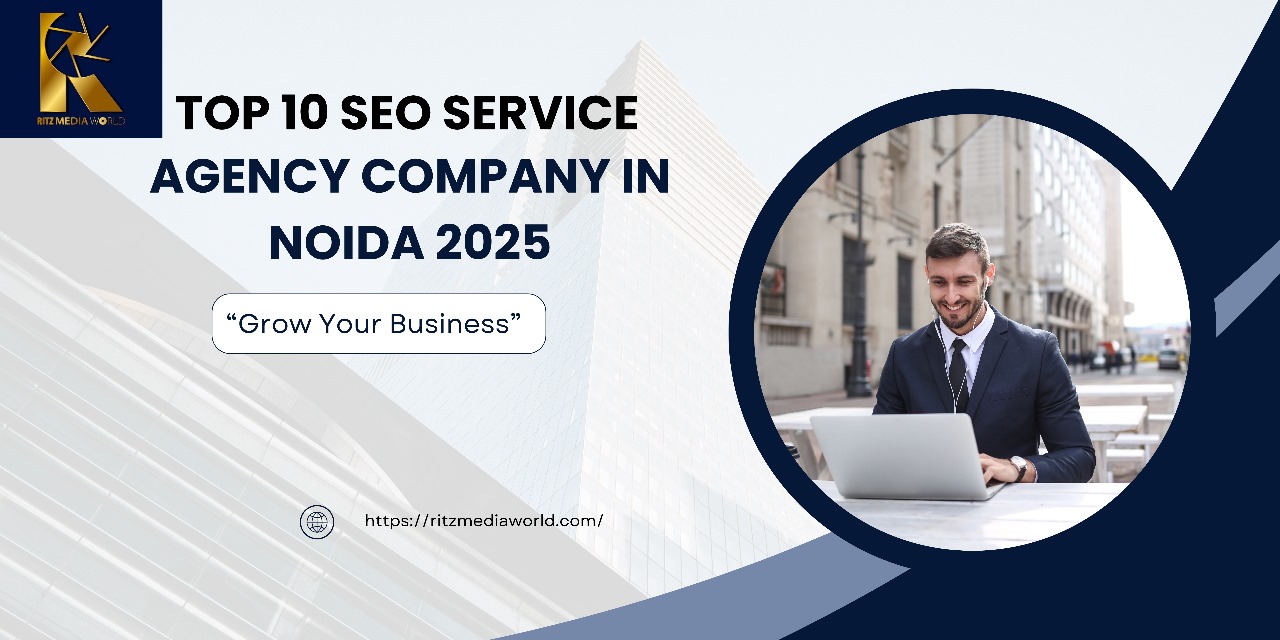 RITZ MEDIA WORLD
TOP 10 SEO SERVICE
AGENCY COMPANY IN
NOIDA 2025
“Grow Your Business”
https://ritzmediaworld.com/